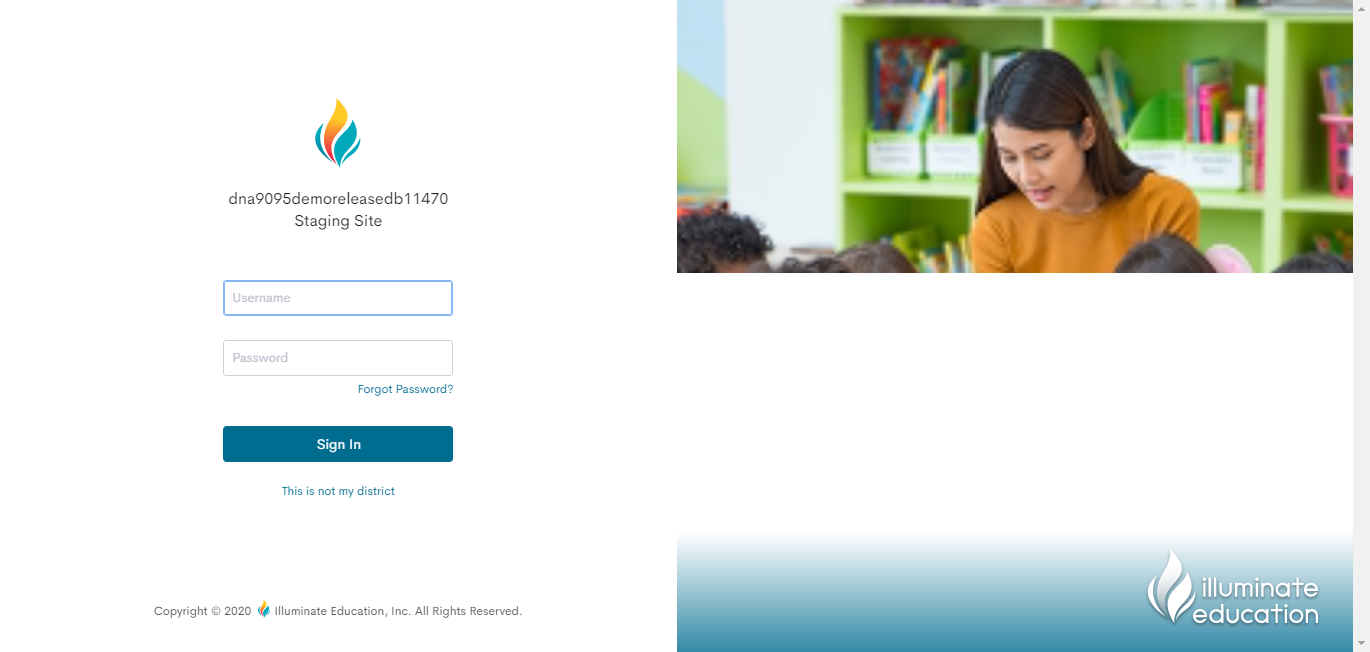 dna9095demoreleasedb11470
Staging Site
Username
Password
Forgot Password?
Sign In
This is not my district
Copyright © 2020 Illuminate Education, Inc. All Rights Reserved.
illuminate
education